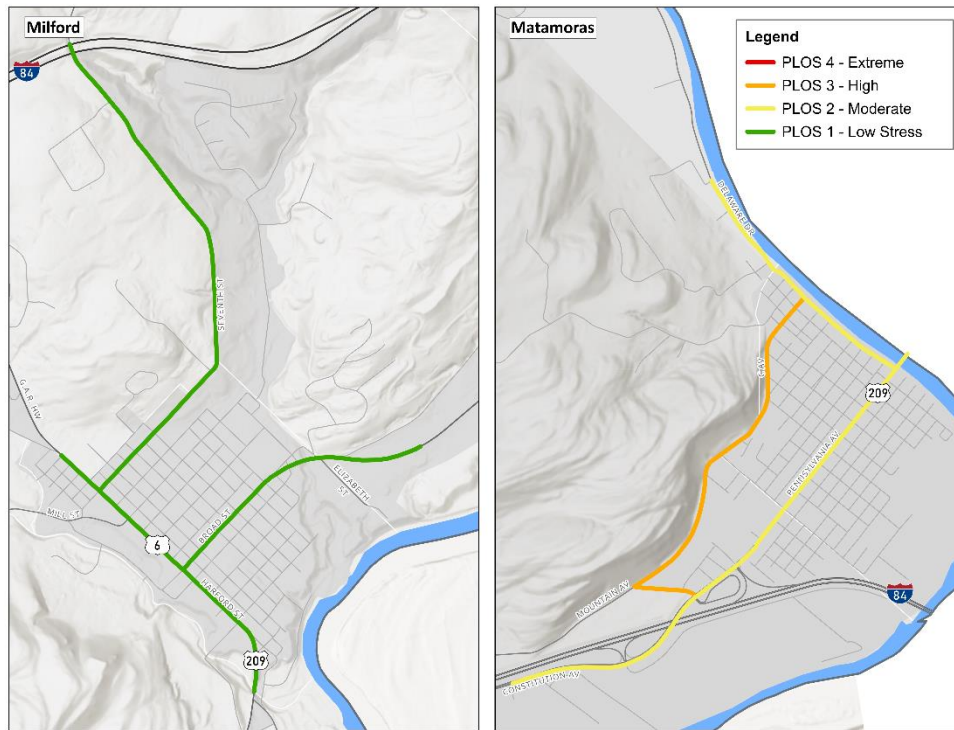 Milford
84
SEVENTH ST
G.A.R. HW
MILL ST
6
BROAD ST
ELIZABETH
ST
HARFORD ST
209
Matamoras
Legend
PLOS 4 - Extreme
PLOS 3 - High
PLOS 2 - Moderate
PLOS 1 - Low Stress
DELAWARE DR
209
PENNSYLVANIA AV
MOUNTAIN AV
84
CONSTITUTION AV